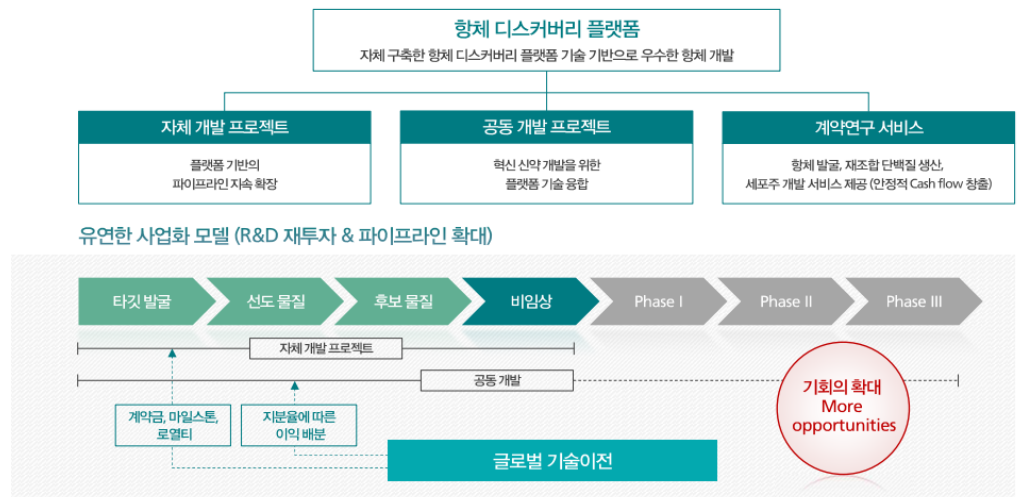 항체 디스커버리 플랫폼
자체 구축한 항체 디스커버리 플랫폼 기술 기반으로 우수한 항체 개발
자체 개발 프로젝트
플랫폼 기반의
파이프라인 지속 확장
공동 개발 프로젝트
혁신 신약 개발을 위한
플랫폼 기술 융합
계약연구 서비스
항체 발굴, 재조합 단백질 생산,
세포주 개발 서비스 제공 (안정적 Cash flow 창출)
유연한 사업화 모델 (R&D 재투자 & 파이프라인 확대)
타깃 발굴
선도 물질
후보 물질
비임상
Phase I
Phase II
Phase III
자체 개발 프로젝트
공동 개발
계약금, 마일스톤,
로열티
지분율에 따른
이익 배분
기회의 확대
More
opportunities
글로벌 기술이전